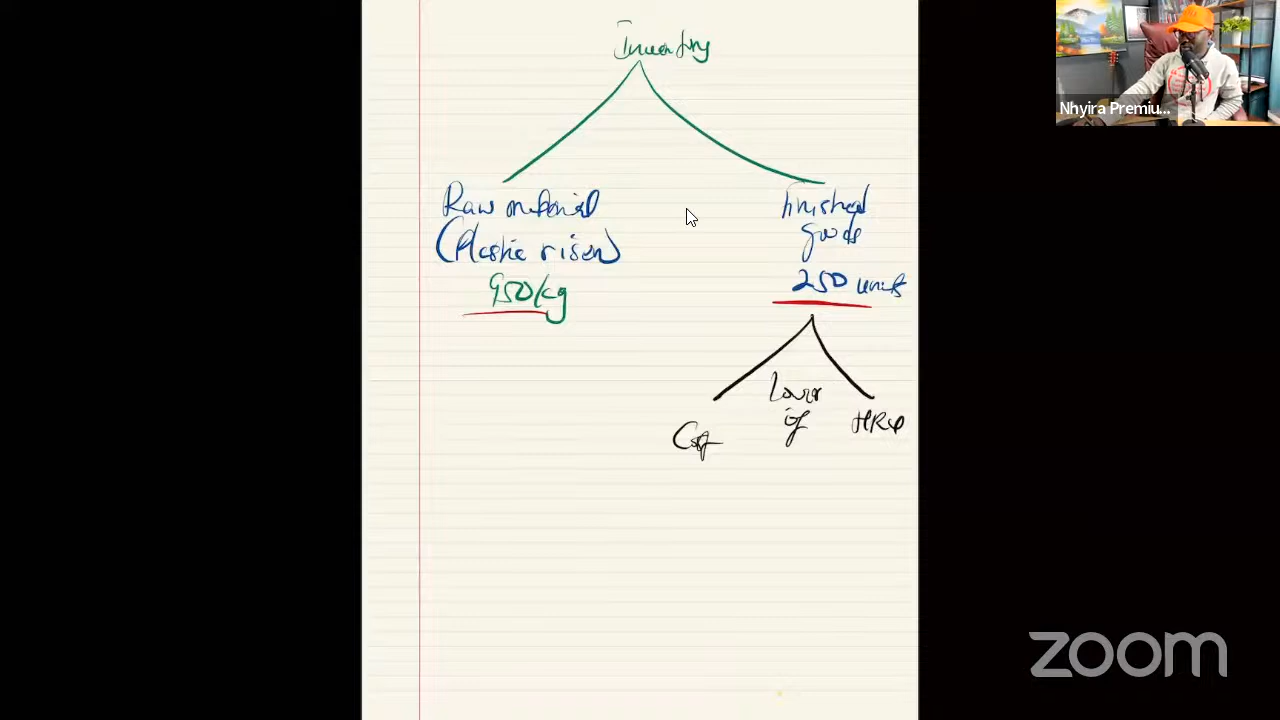 Inventory
Raw material
(Plastic risen)
950kg
finished
goods
250 units
Lower
of
Cost
NRV
Nhyira Premiu...
zoom